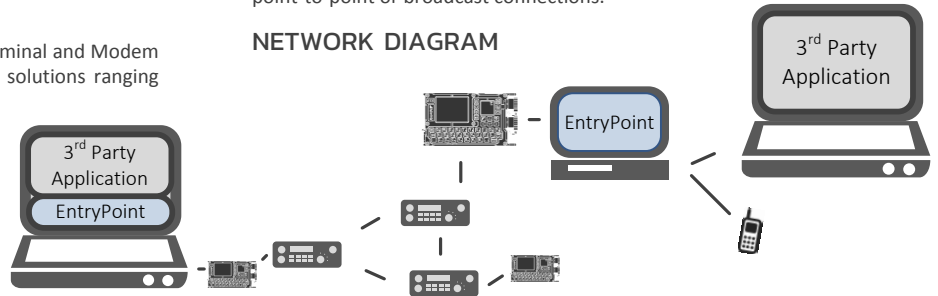 point-to-point or broadcast connections.
minal and Modem
solutions ranging
NETWORK DIAGRAM
3rd Party
Application
EntryPoint
EntryPoint
3rd Party
Application